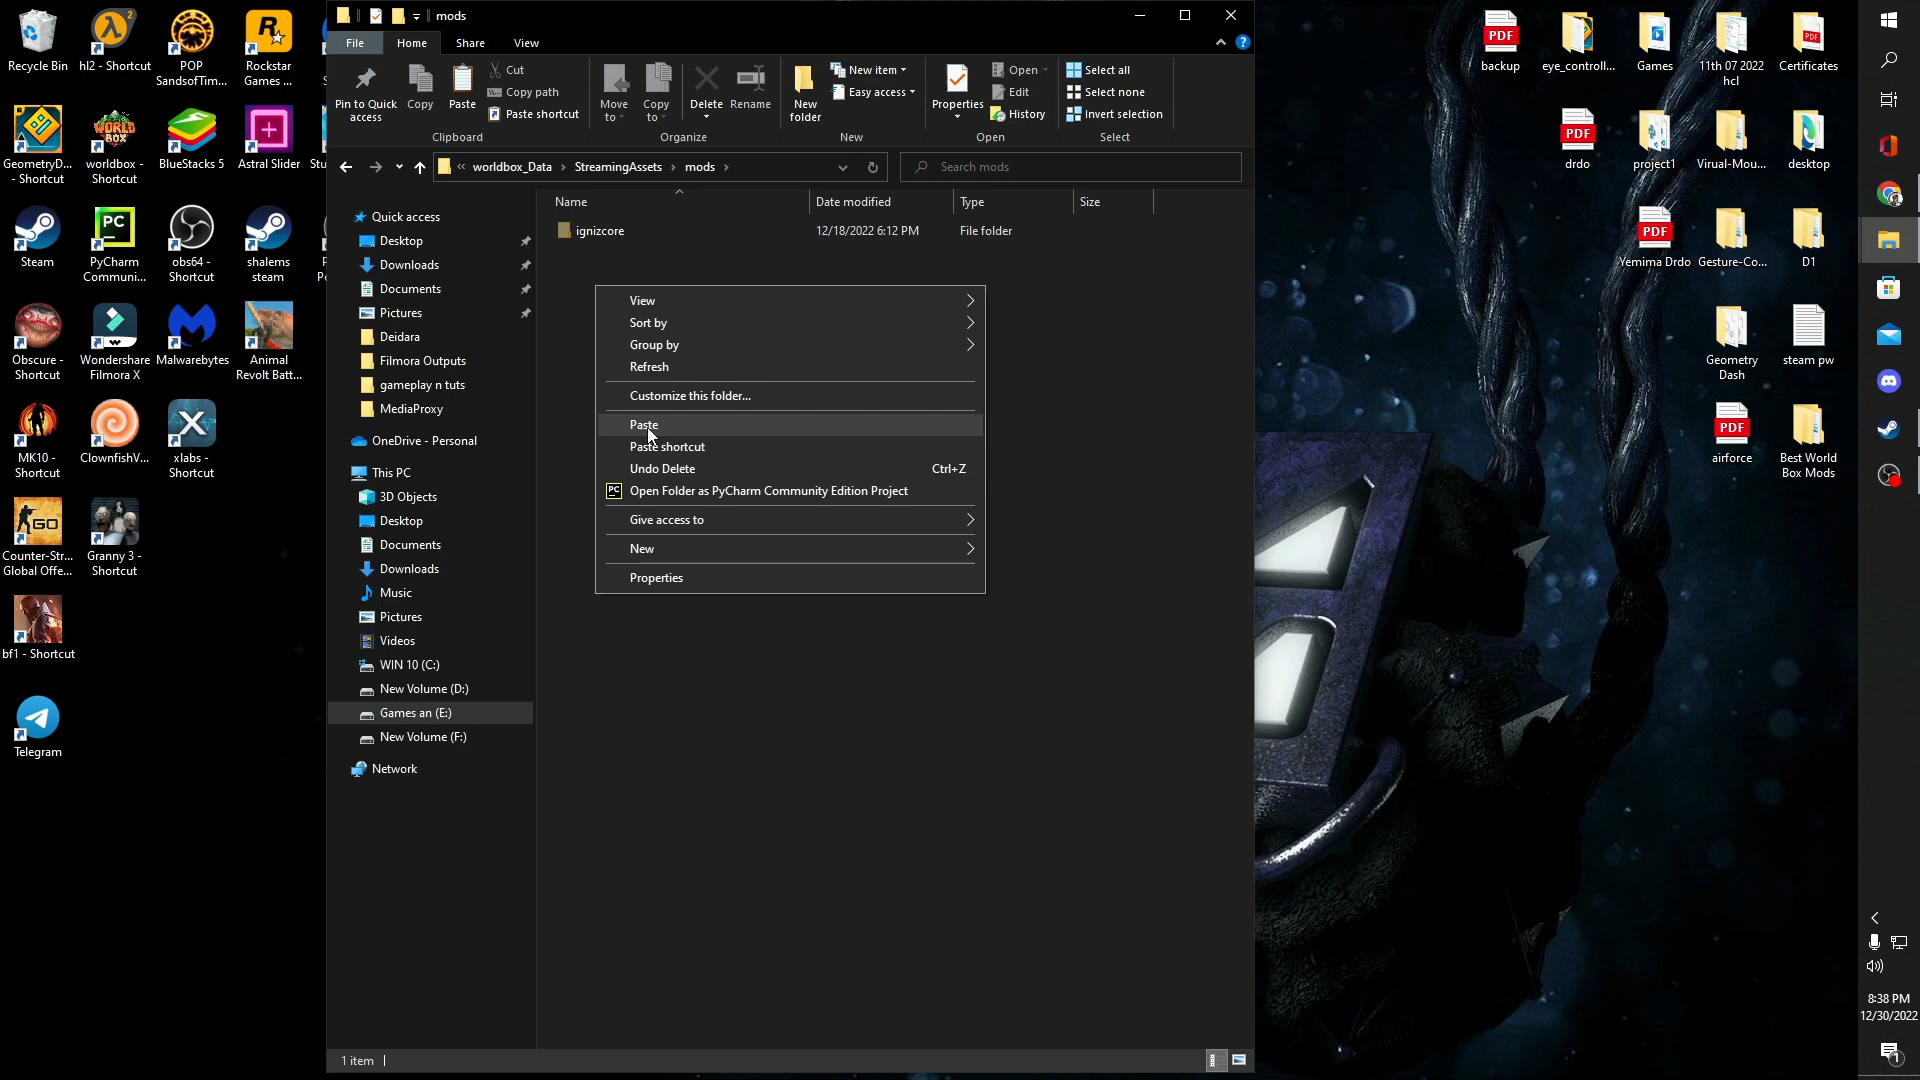 Recycle Bin
hl2 - Shortcut
POP
SandsofTim...
Rockstar
Games ...
GeometryD...
- Shortcut
worldbox -
Shortcut
BlueStacks 5
Astral Slider
Steam
PyCharm
Communi...
obs64 -
Shortcut
shalems
steam
Obscure -
Shortcut
Wondershare
Filmora X
Malwarebytes
Animal
Revolt Batt...
MK10 -
Shortcut
ClownfishV...
xlabs -
Shortcut
Counter-Str...
Global Offe...
Granny 3 -
Shortcut
bf1 - Shortcut
Telegram
mods
File
Home
Share
View
Pin to Quick
access
Copy
Paste
Cut
Copy path
Paste shortcut
Clipboard
Move
to
Copy
to
Delete
Rename
Organize
New
folder
New item
Easy access
New
Properties
Open
Edit
History
Open
Select all
Select none
Invert selection
Select
« worldbox_Data > StreamingAssets > mods >
Search mods
Name
Date modified
Type
Size
ignizcore
12/18/2022 6:12 PM
File folder
Quick access
Desktop
Downloads
Documents
Pictures
Deidara
Filmora Outputs
gameplay n tuts
MediaProxy
OneDrive - Personal
This PC
3D Objects
Desktop
Documents
Downloads
Music
Pictures
Videos
WIN 10 (C:)
New Volume (D:)
Games an (E:)
New Volume (F:)
Network
View
Sort by
Group by
Refresh
Customize this folder...
Paste
Paste shortcut
Undo Delete Ctrl+Z
PC Open Folder as PyCharm Community Edition Project
Give access to
New
Properties
1 item
PDF
backup
eye_controll...
Games
11th 07 2022
hcl
Certificates
PDF
drdo
project1
Virual-Mou...
desktop
PDF
Yemima Drdo
Gesture-Co...
D1
Geometry
Dash
steam pw
PDF
airforce
Best World
Box Mods
8:38 PM
12/30/2022
1